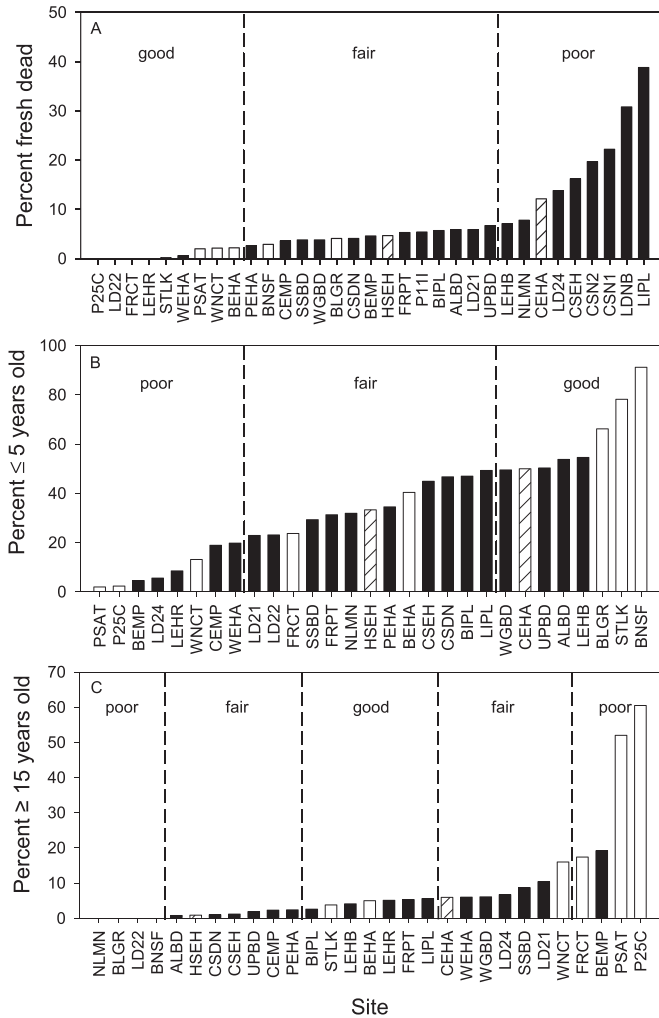 A
good fair poor
Percent fresh dead
50
40
30
20
10
0
P25C LD22 FRCT LEHR STLK WEHA PSAT WNCT BEHA PEHA BNSF CEMP SSBD WGBD BLGR CSDN BEMP HSEH FRPT P11I BIPL ALBD LD21 UPBD LEHB NLMN CEHA LD24 CSEH CSN2 CSN1 LDNB LIPL
B
poor fair good
Percent ≤ 5 years old
100
80
60
40
20
0
PSAT P25C BEMP LD24 LEHR WNCT CEMP WEHA LD21 LD22 FRCT SSBD FRPT NLMN HSEH PEHA BEHA CSEH CSDN BIPL LIPL WGBD CEHA UPBD ALBD LEHB BLGR STLK BNSF
C
poor fair good fair poor
Percent ≥ 15 years old
70
60
50
40
30
20
10
0
NLMN BLGR LD22 BNSF ALBD HSEH CSDN CSEH UPBD CEMP PEHA BIPL STLK LEHB BEHA LEHR FRPT LIPL CEHA WEHA WGBD LD24 SSBD LD21 WNCT FRCT BEMP PSAT P25C
Site